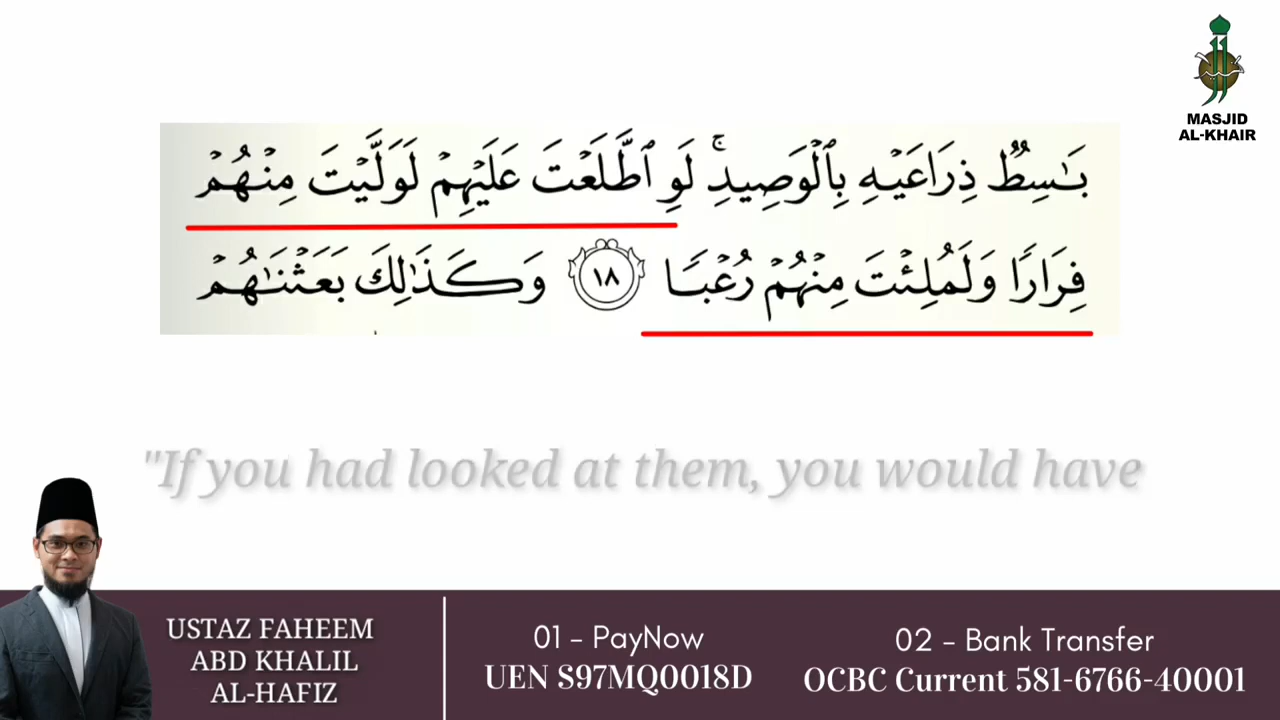 MASJID
AL-KHAIR
بَـٰسِطٌ ذِرَاعَيْهِ بِٱلْوَصِيدِ ۚ لَوِ ٱطَّلَعْتَ عَلَيْهِمْ لَوَلَّيْتَ مِنْهُمْ
فِرَارًا وَلَمُلِئْتَ مِنْهُمْ رُعْبًا ١٨ وَكَذَٰلِكَ بَعَثْنَـٰهُمْ
"If you had looked at them, you would have
USTAZ FAHEEM
ABD KHALIL
AL-HAFIZ
01 - PayNow
UEN S97MQ0018D
02 - Bank Transfer
OCBC Current 581-6766-40001